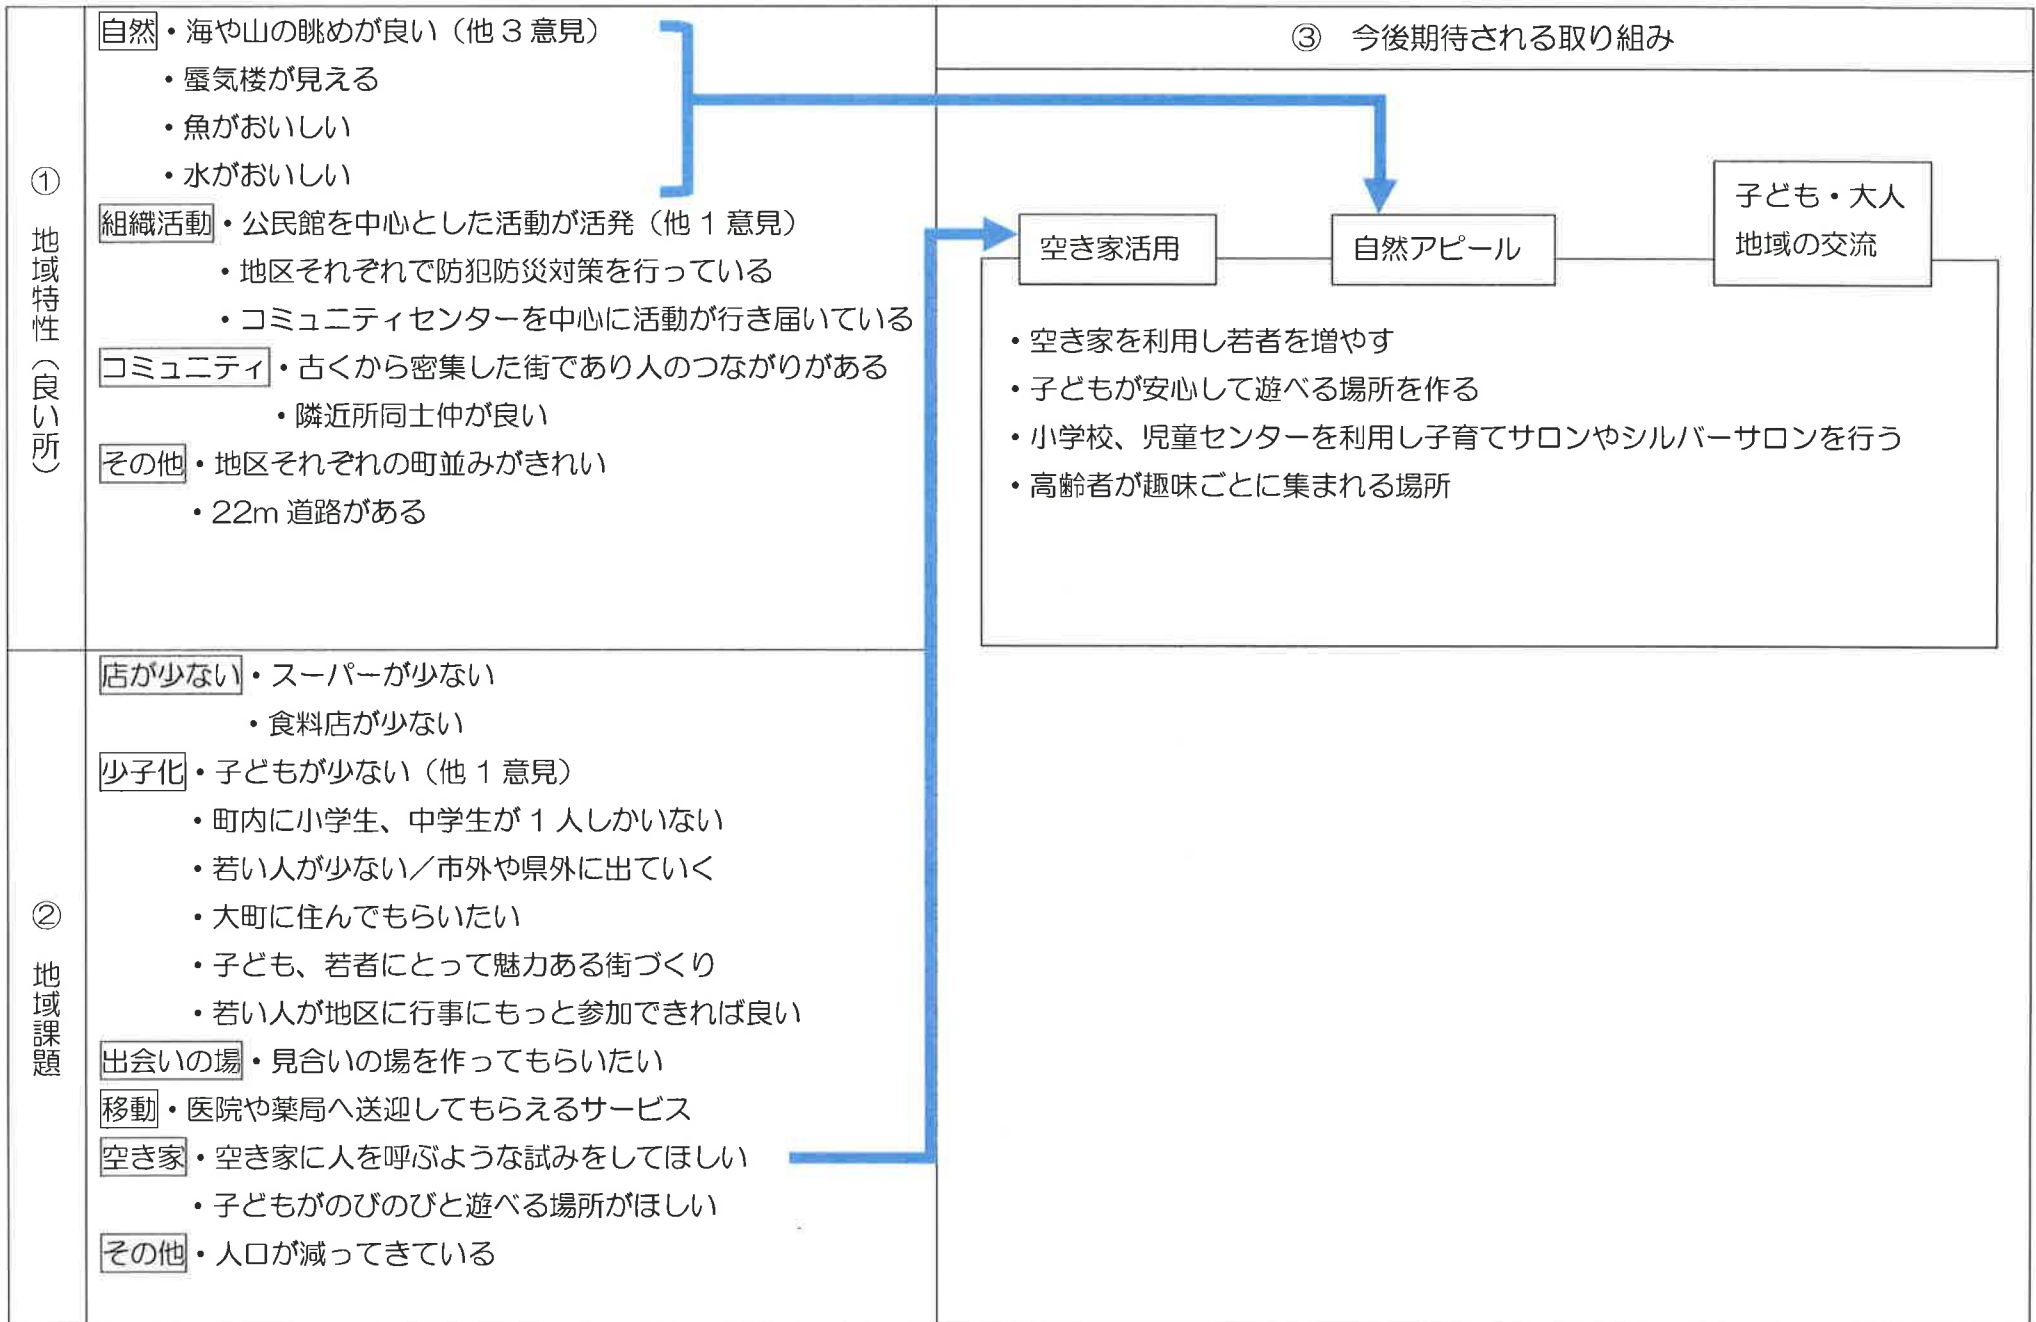 ① 地域特性（良い所）
自然・海や山の眺めが良い（他３意見）
・蜃気楼が見える
・魚がおいしい
・水がおいしい
組織活動・公民館を中心とした活動が活発（他１意見）
・地区それぞれで防犯防災対策を行っている
・コミュニティセンターを中心に活動が行き届いている
コミュニティ・古くから密集した街であり人のつながりがある
・隣近所同士仲が良い
その他・地区それぞれの町並みがきれい
・22m 道路がある
② 地域課題
店が少ない・スーパーが少ない
・食料店が少ない
少子化・子どもが少ない（他１意見）
・町内に小学生、中学生が１人しかいない
・若い人が少ない／市外や県外に出ていく
・大町に住んでもらいたい
・子ども、若者にとって魅力ある街づくり
・若い人が地区に行事にもっと参加できれば良い
出会いの場・見合いの場を作ってもらいたい
移動・医院や薬局へ送迎してもらえるサービス
空き家・空き家に人を呼ぶような試みをしてほしい
・子どもがのびのびと遊べる場所がほしい
その他・人口が減ってきている
③ 今後期待される取り組み
空き家活用
自然アピール
子ども・大人
地域の交流
・空き家を利用し若者を増やす
・子どもが安心して遊べる場所を作る
・小学校、児童センターを利用し子育てサロンやシルバーサロンを行う
・高齢者が趣味ごとに集まれる場所